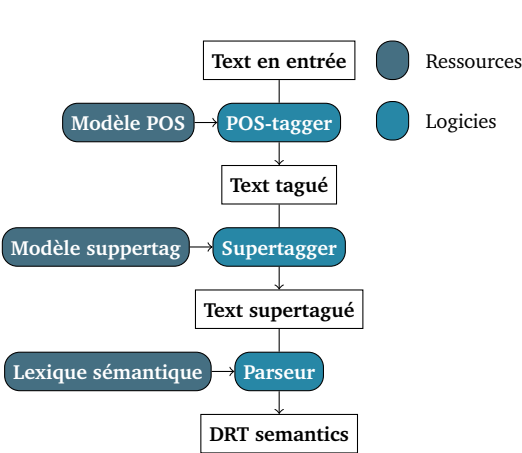 Text en entrée
Ressources
Modèle POS
POS-tagger
Logicies
Text tagué
Modèle suppertag
Supertagger
Text supertagué
Lexique sémantique
Parseur
DRT semantics